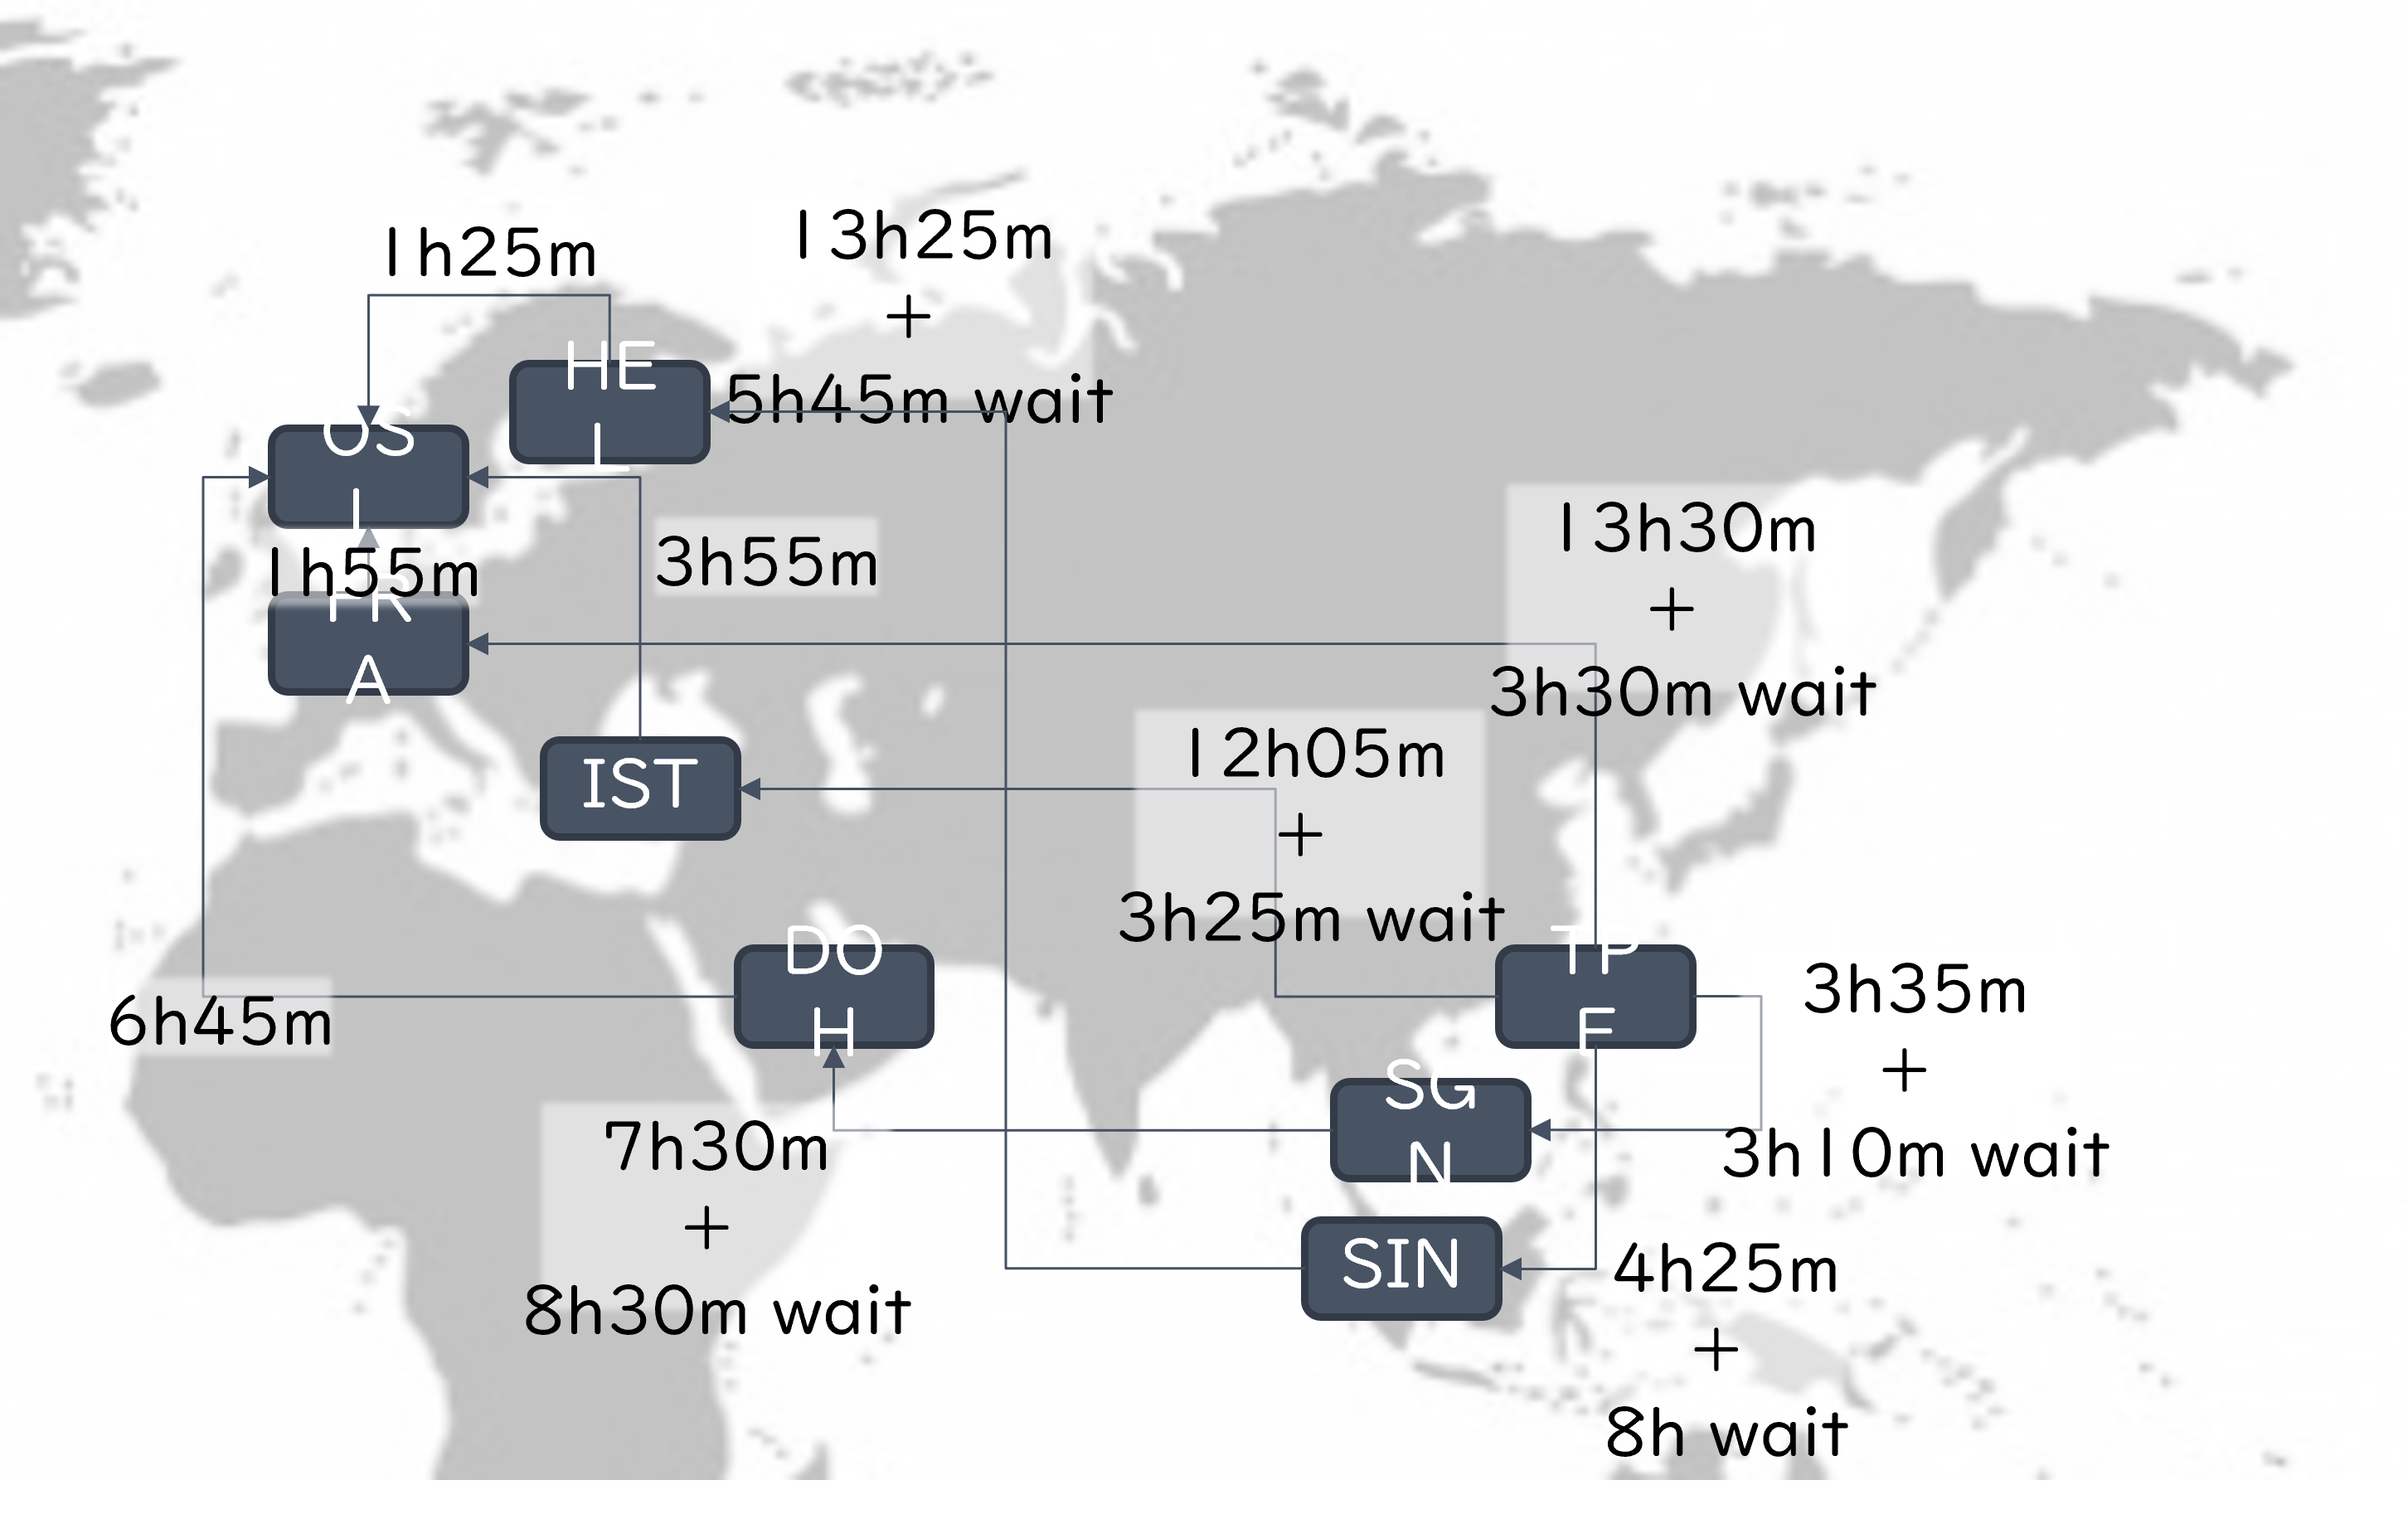 1h25m
13h25m
+
5h45m wait
HE
L
OS
L
1h55m
FR
A
3h55m
13h30m
+
3h30m wait
IST
12h05m
+
3h25m wait
DO
H
TP
E
6h45m
3h35m
+
3h10m wait
SG
N
7h30m
+
8h30m wait
SIN
4h25m
+
8h wait